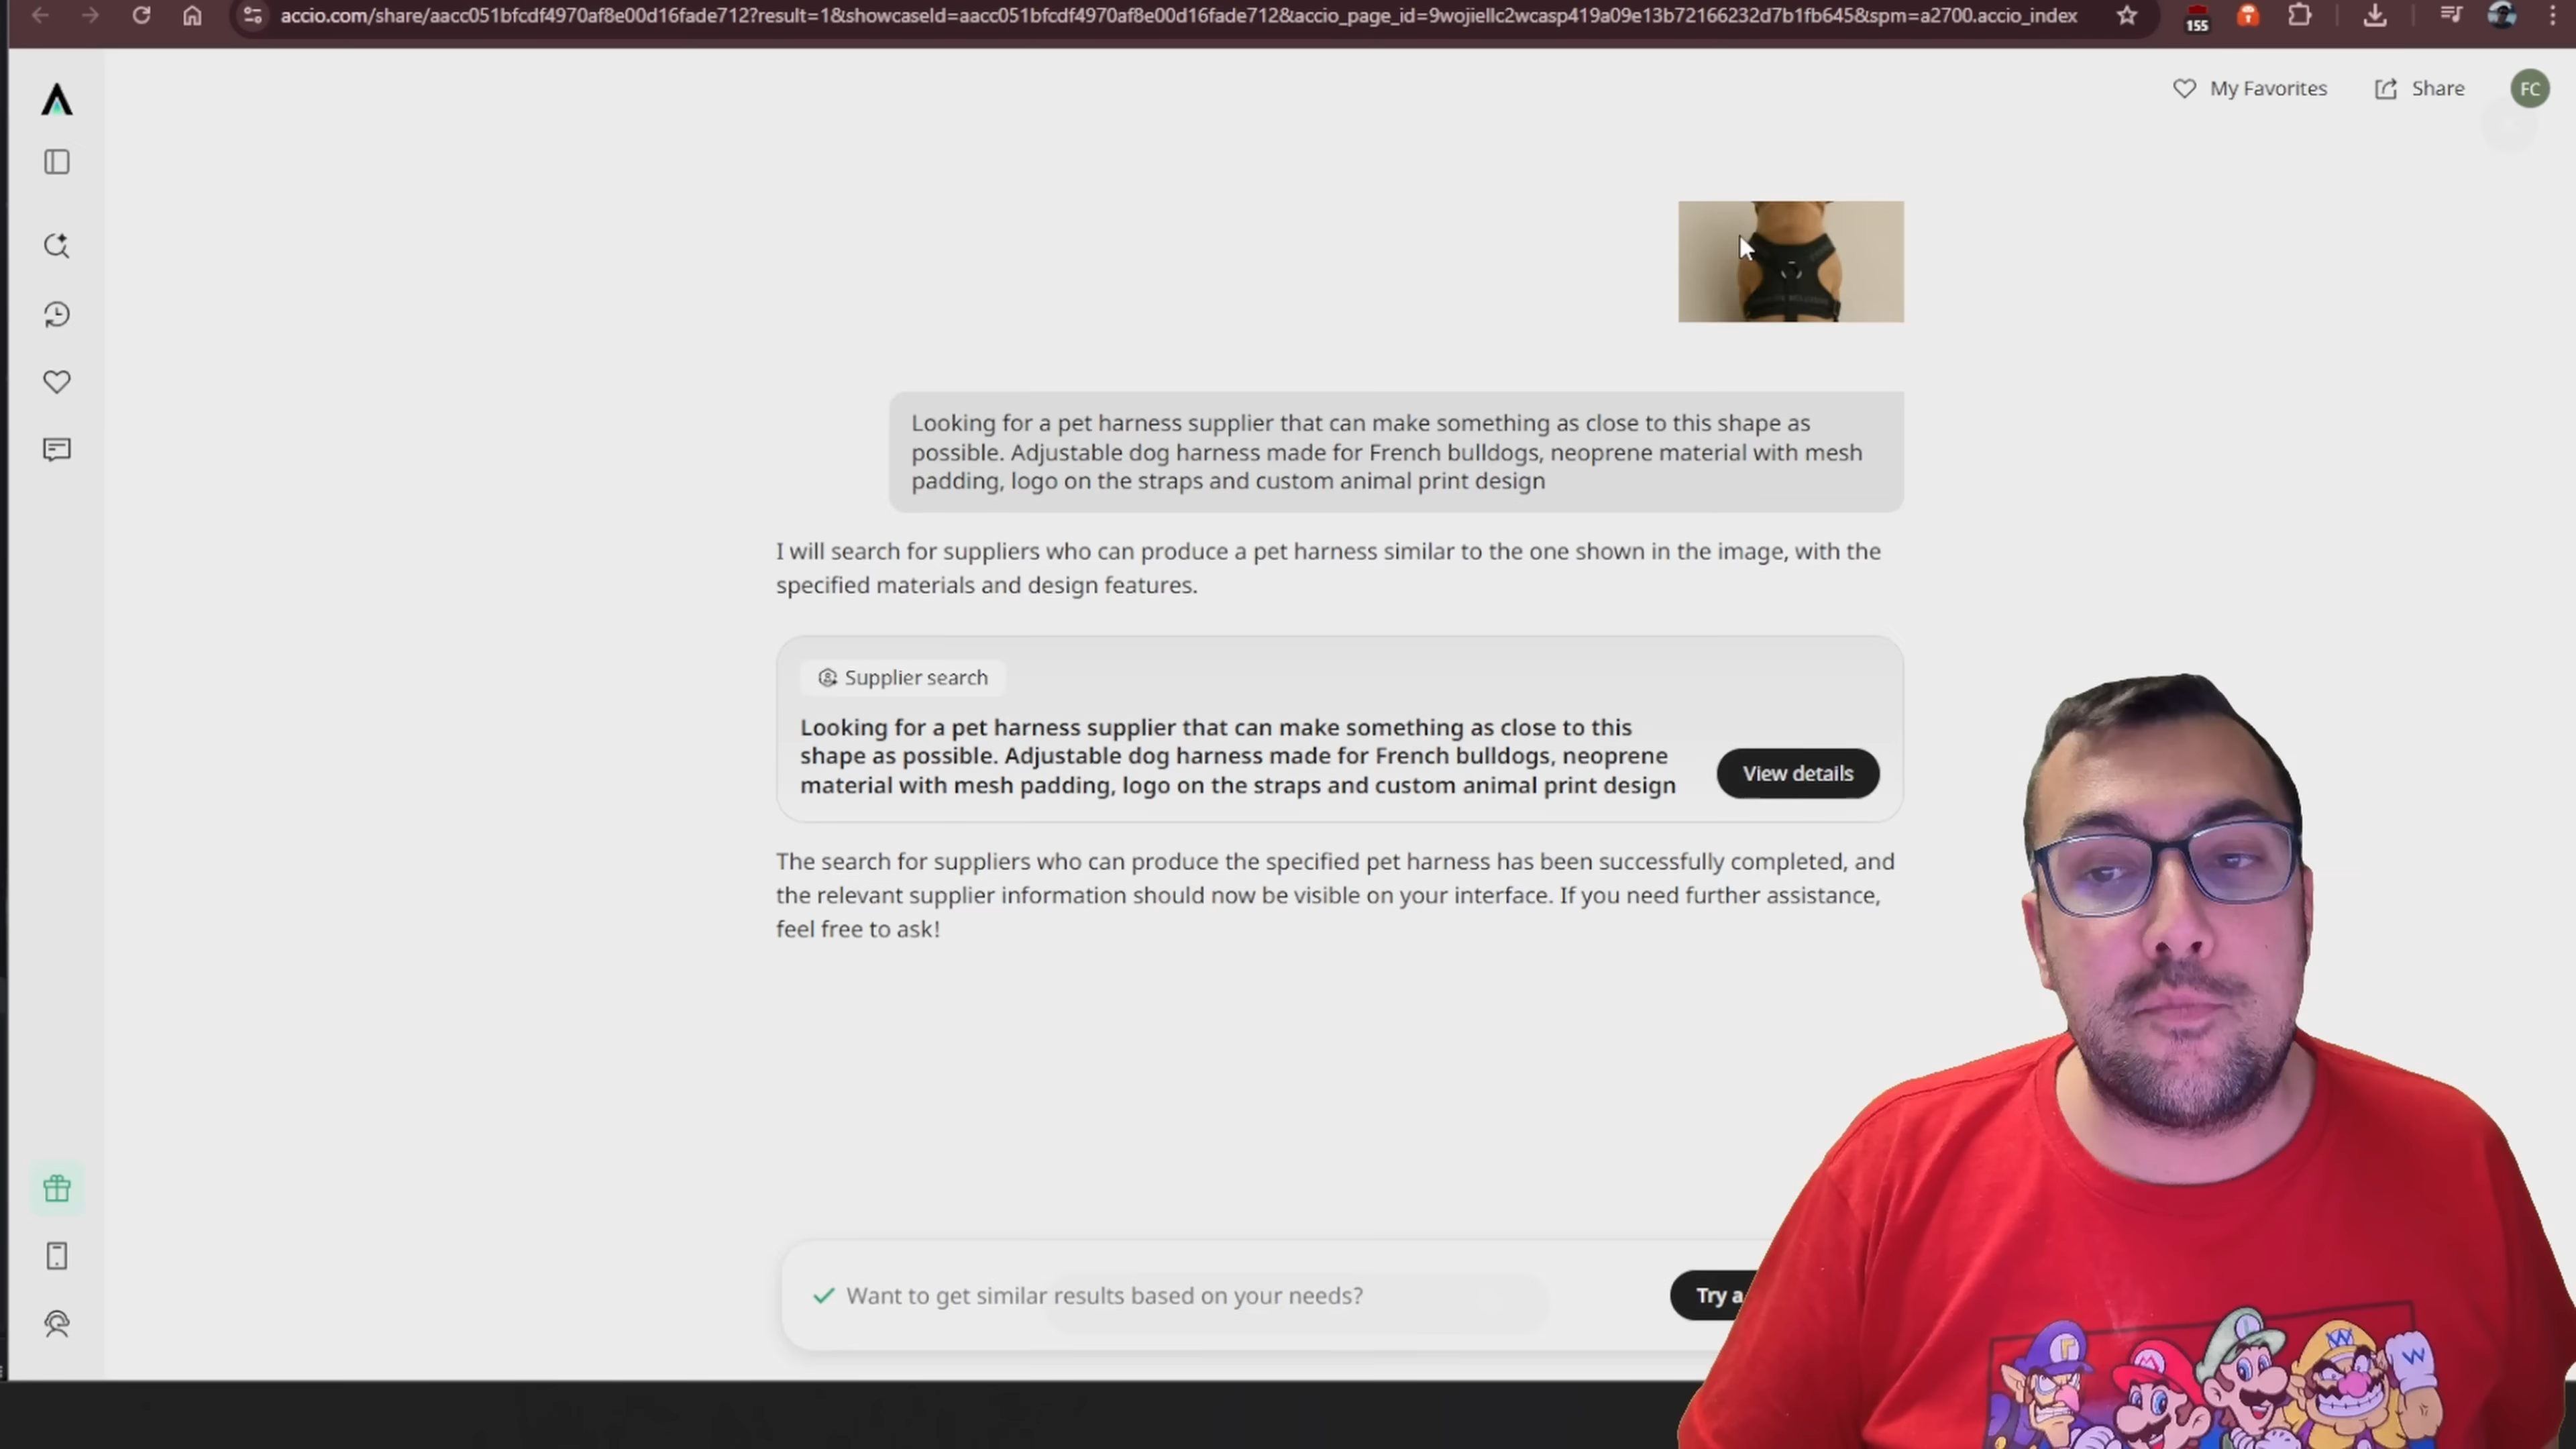 accio.com/share/aacc051bfcdf4970af8e00d16fade712?result=1&showcaseId=aacc051bfcdf4970af8e00d16fade712&accio_page_id=9wojiellc2wcasp419a09e13b72166232d7b1fb645&spm=a2700.accio_index
155
My Favorites
Share
FC
Looking for a pet harness supplier that can make something as close to this shape as
possible. Adjustable dog harness made for French bulldogs, neoprene material with mesh
padding, logo on the straps and custom animal print design
I will search for suppliers who can produce a pet harness similar to the one shown in the image, with the
specified materials and design features.
Supplier search
Looking for a pet harness supplier that can make something as close to this
shape as possible. Adjustable dog harness made for French bulldogs, neoprene
material with mesh padding, logo on the straps and custom animal print design
View details
The search for suppliers who can produce the specified pet harness has been successfully completed, and
the relevant supplier information should now be visible on your interface. If you need further assistance,
feel free to ask!
Want to get similar results based on your needs?
Try a
M
L
W
W